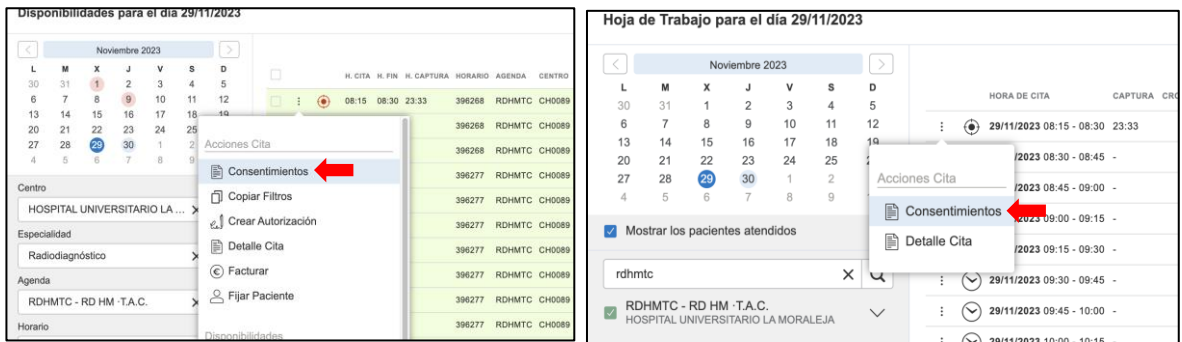 Disponibilidades para el día 29/11/2023
Noviembre 2023
L M X J V S D
30 31 1 2 3 4 5
6 7 8 9 10 11 12
13 14 15 16 17 18 19
20 21 22 23 24 25
27 28 29 30 1 2
4 5 6 7 8 9
Centro
HOSPITAL UNIVERSITARIO LA ...
Especialidad
Radiodiagnóstico
Agenda
RDHMTC - RD HM -T.A.C.
Horario
H. CITA H. FIN H. CAPTURA HORARIO AGENDA CENTRO
08:15 08:30 23:33 396268 RDHMTC CH0089
396268 RDHMTC CH0089
396268 RDHMTC CH0089
396277 RDHMTC CH0089
396277 RDHMTC CH0089
396277 RDHMTC CH0089
396277 RDHMTC CH0089
396277 RDHMTC CH0089
396277 RDHMTC CH0089
396277 RDHMTC CH0089
Acciones Cita
Consentimientos
Copiar Filtros
Crear Autorización
Detalle Cita
Facturar
Fijar Paciente
Disponibilidades
Hoja de Trabajo para el día 29/11/2023
Noviembre 2023
L M X J V S D
30 31 1 2 3 4 5
6 7 8 9 10 11 12
13 14 15 16 17 18 19
20 21 22 23 24 25
27 28 29 30 1 2
4 5 6 7 8 9
Mostrar los pacientes atendidos
rdhmtc
RDHMTC - RD HM -T.A.C.
HOSPITAL UNIVERSITARIO LA MORALEJA
HORA DE CITA CAPTURA
29/11/2023 08:15 - 08:30 23:33
/2023 08:30 - 08:45 -
/2023 08:45 - 09:00 -
09:00 - 09:15 -
/2023 09:15 - 09:30 -
29/11/2023 09:30 - 09:45 -
29/11/2023 09:45 - 10:00 -
29/11/2023 10:00 - 10:15 -
Acciones Cita
Consentimientos
Detalle Cita